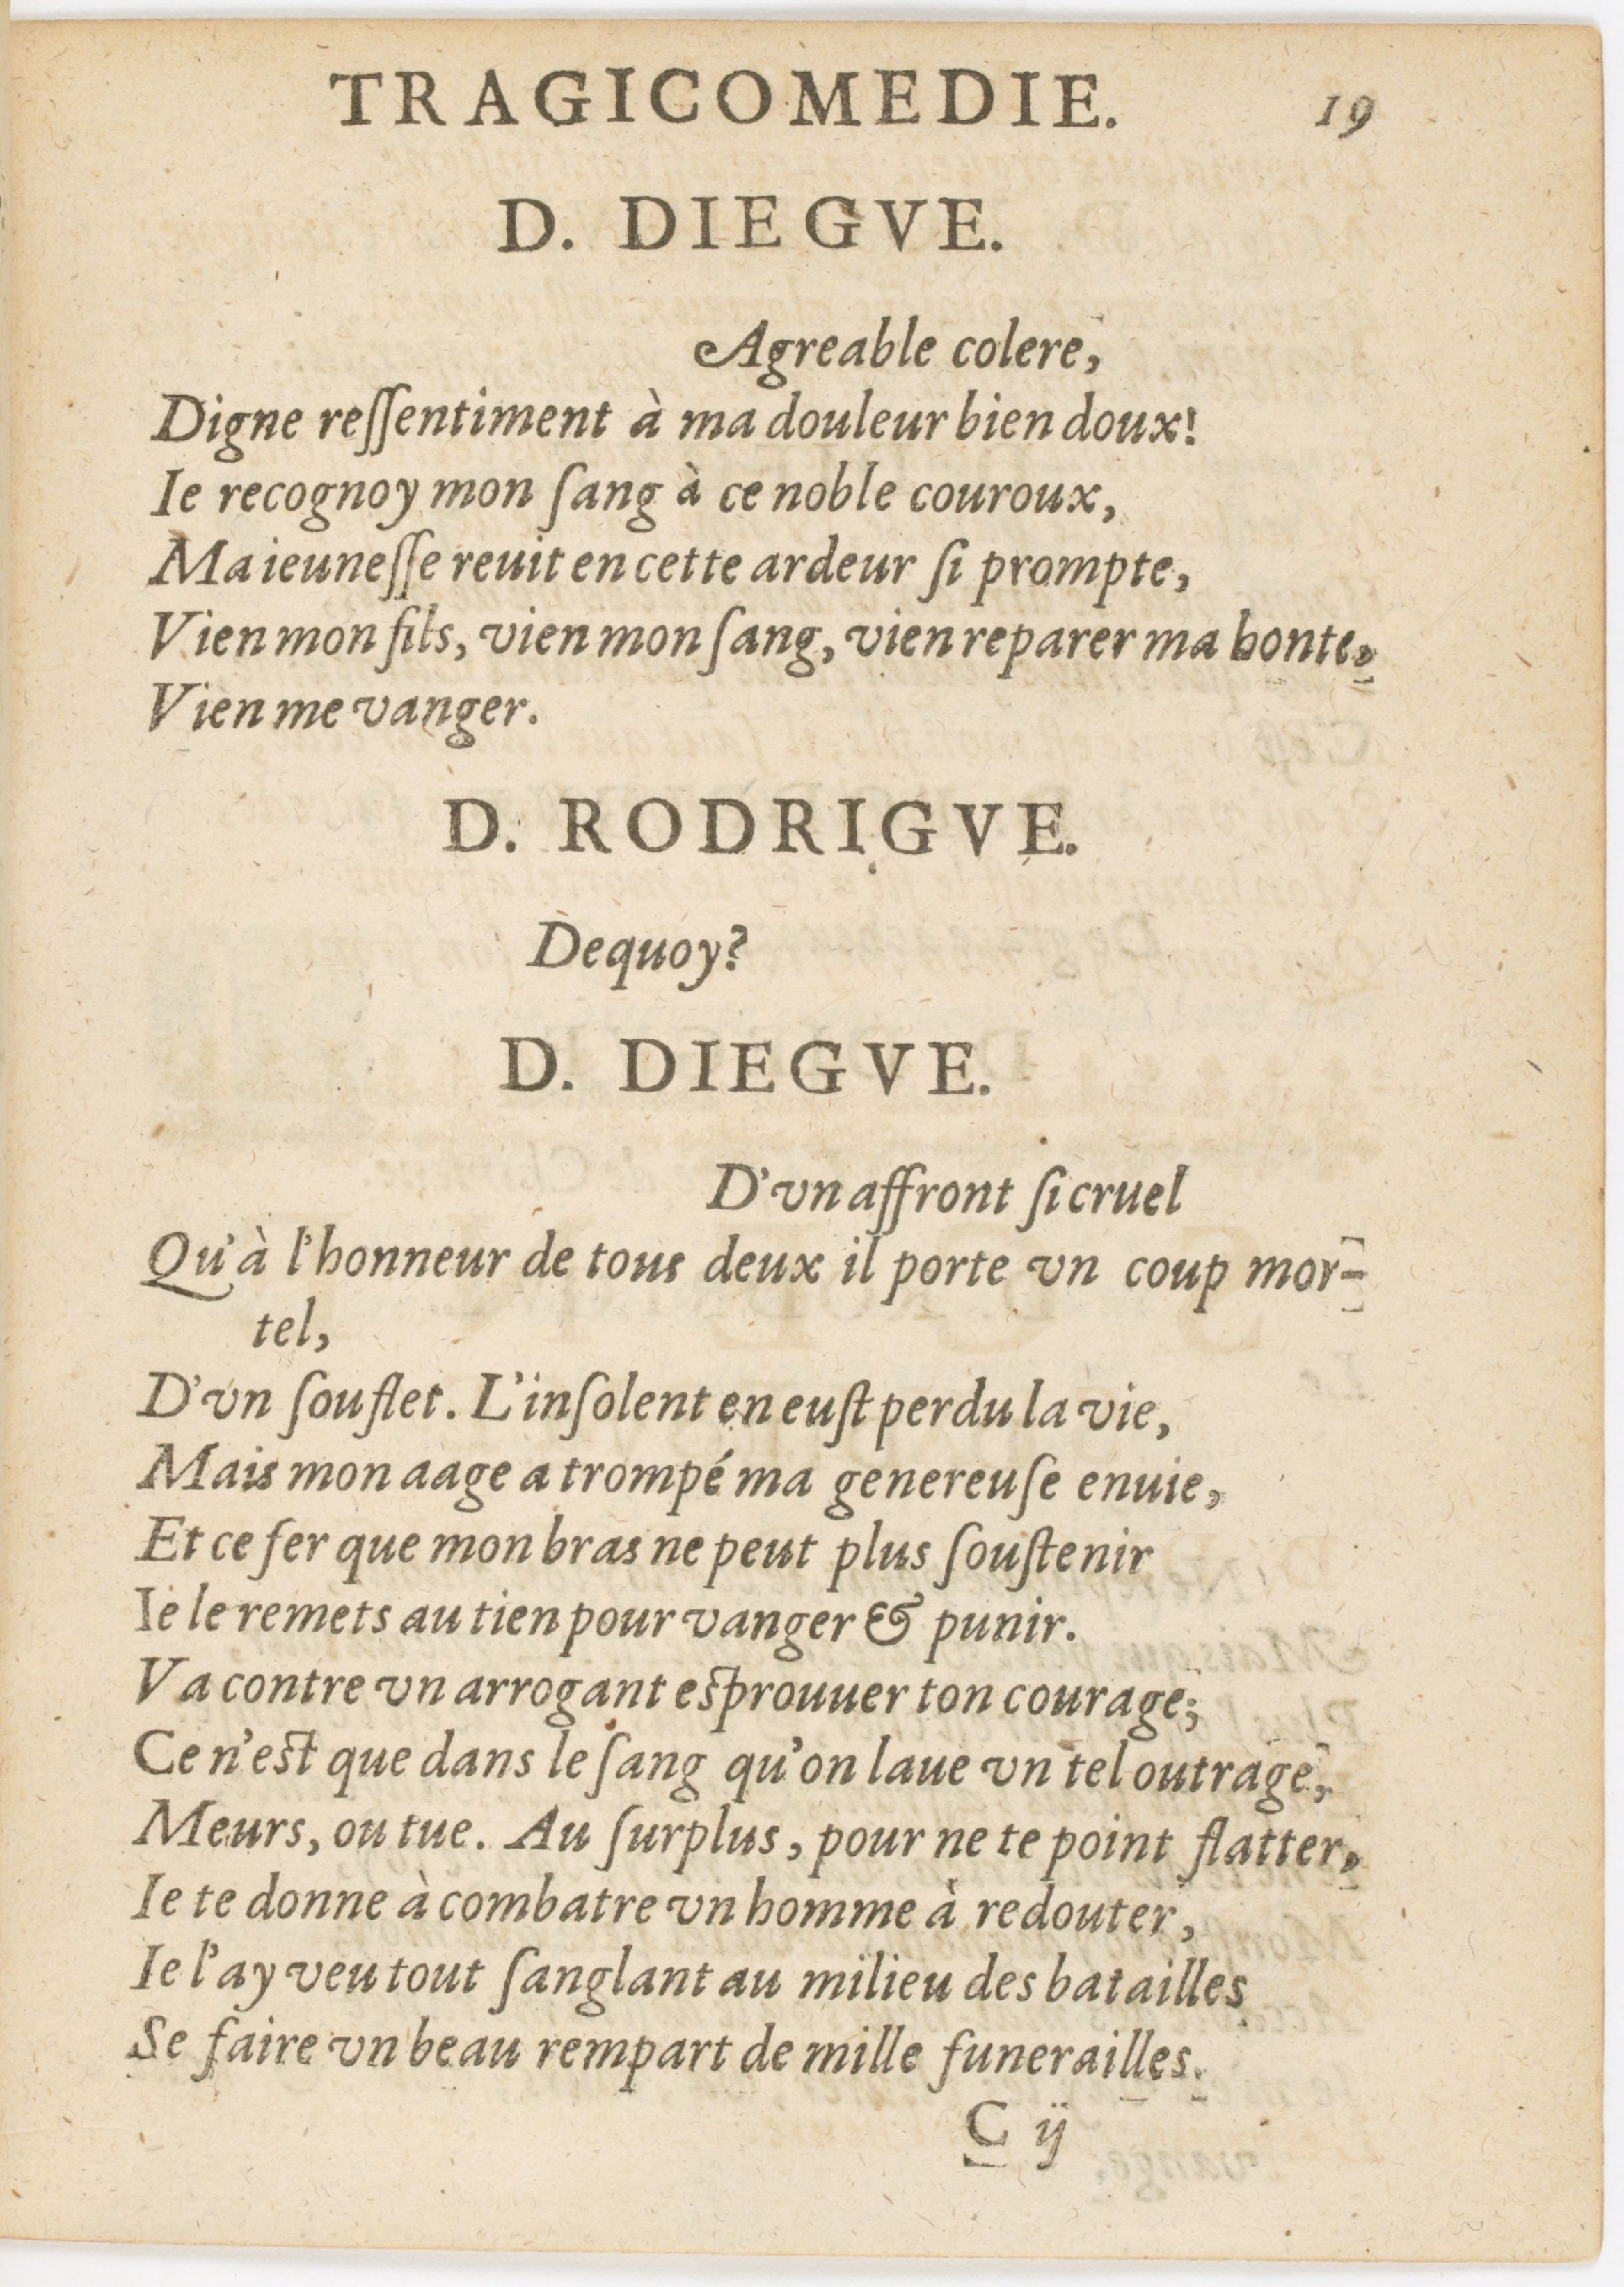 TRAGICOMEDIE. 19
D. DIEGVE.
Agreable colere,
Digne reſſentiment à ma douleur bien doux!
Ie recognoy mon ſang à ce noble couroux,
Ma ieuneſſe reuit en cette ardeur ſi prompte,
Vien mon fils, vien mon ſang, vien reparer ma honte,
Vien me vanger.
D. RODRIGVE.
Dequoy?
D. DIEGVE.
D'vn affront ſi cruel
Qu'à l'honneur de tous deux il porte vn coup mor-
tel,
D'vn ſouflet. L'inſolent en euſt perdu la vie,
Mais mon aage a trompé ma genereuſe enuie,
Et ce fer que mon bras ne peut plus ſouſtenir
Ie le remets au tien pour vanger & punir.
Va contre vn arrogant eſprouuer ton courage;
Ce n'eſt que dans le ſang qu'on laue vn tel outrage,
Meurs, ou tue. Au ſurplus, pour ne te point flatter,
Ie te donne à combatre vn homme à redouter,
Ie l'ay veu tout ſanglant au milieu des batailles
Se faire vn beau rempart de mille funerailles.
C ij